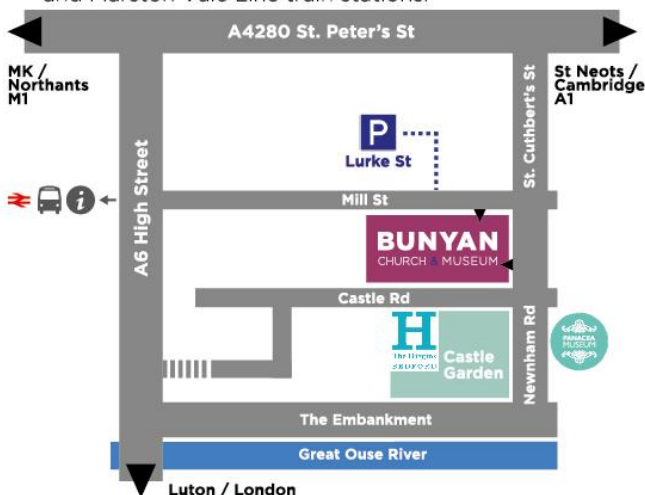 and Marston Vale Line train stations.
A4280 St. Peter's St
MK /
Northants
M1
St Neots /
Cambridge
A1
St. Cuthbert's St
P
Lurke St
A6 High Street
i
Mill St
BUNYAN
CHURCH & MUSEUM
Castle Rd
H
The Higgins
BEDFORD
Castle
Garden
Newnham Rd
PANACEA
MUSEUM
The Embankment
Great Ouse River
Luton / London